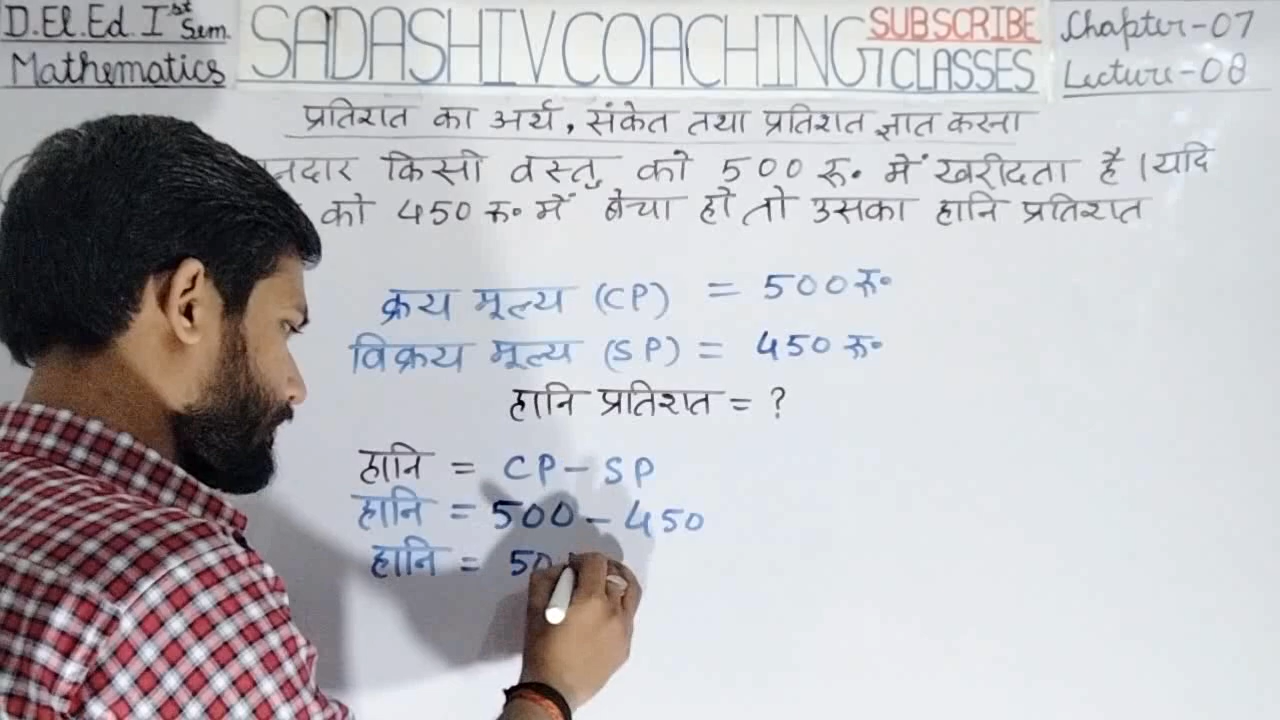 D.El.Ed. Ist Sem.
Mathematics
SADASHIV COACHING CLASSES
SUBSCRIBE
Chapter-07
Lecture-08
प्रतिशत का अर्थ, संकेत तथा प्रतिशत ज्ञात करना
किसी वस्तु को 500 रू॰ में खरीदता है। यदि
को 450 रू॰ में बेचा हो तो उसका हानि प्रतिशत
क्रय मूल्य (CP) = 500 रू॰
विक्रय मूल्य (SP) = 450 रू॰
हानि प्रतिशत = ?
हानि = CP - SP
हानि = 500 - 450
हानि = 50